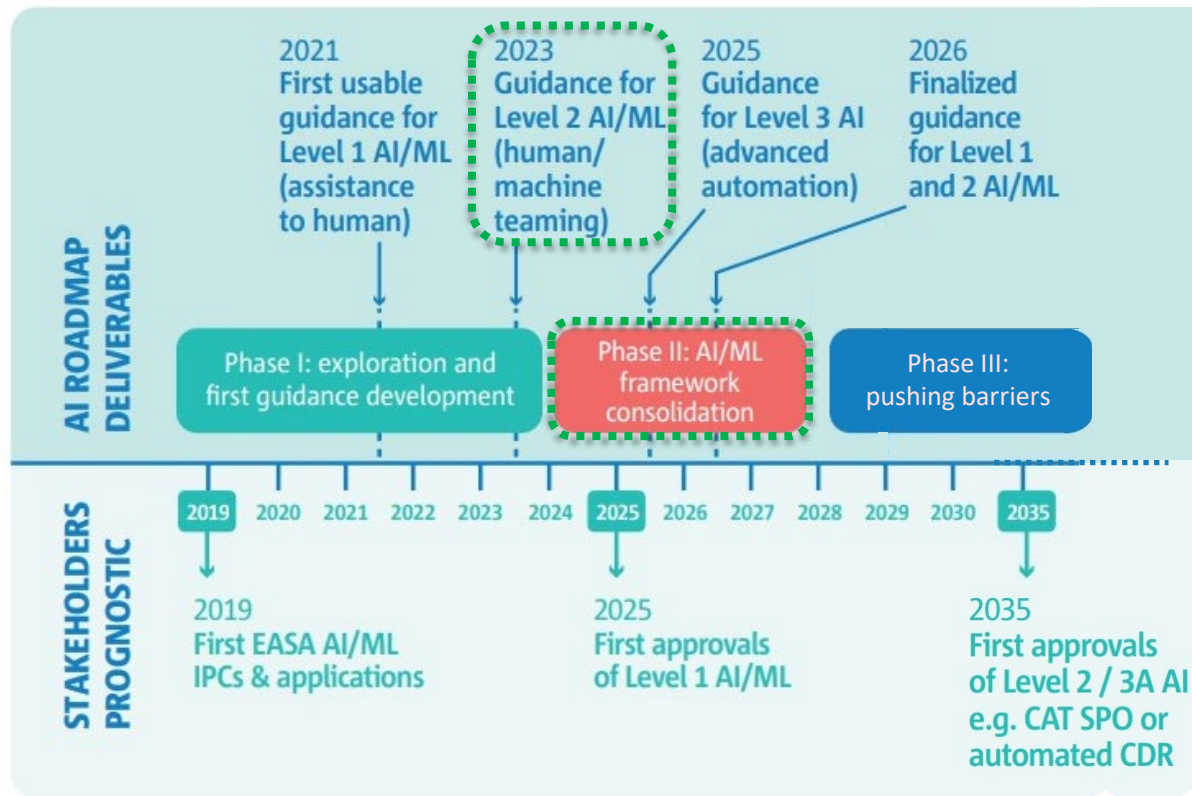 AI ROADMAP
DELIVERABLES
2021
First usable
guidance for
Level 1 AI/ML
(assistance
to human)
2023
Guidance for
Level 2 AI/ML
(human/
machine
teaming)
2025
Guidance
for Level 3 AI
(advanced
automation)
2026
Finalized
guidance
for Level 1
and 2 AI/ML
Phase I: exploration and
first guidance development
Phase II: AI/ML
framework
consolidation
Phase III:
pushing barriers
2019 2020 2021 2022 2023 2024 2025 2026 2027 2028 2029 2030 2035
STAKEHOLDERS
PROGNOSTIC
2019
First EASA AI/ML
IPCs & applications
2025
First approvals
of Level 1 AI/ML
2035
First approvals
of Level 2 / 3A AI
e.g. CAT SPO or
automated CDR